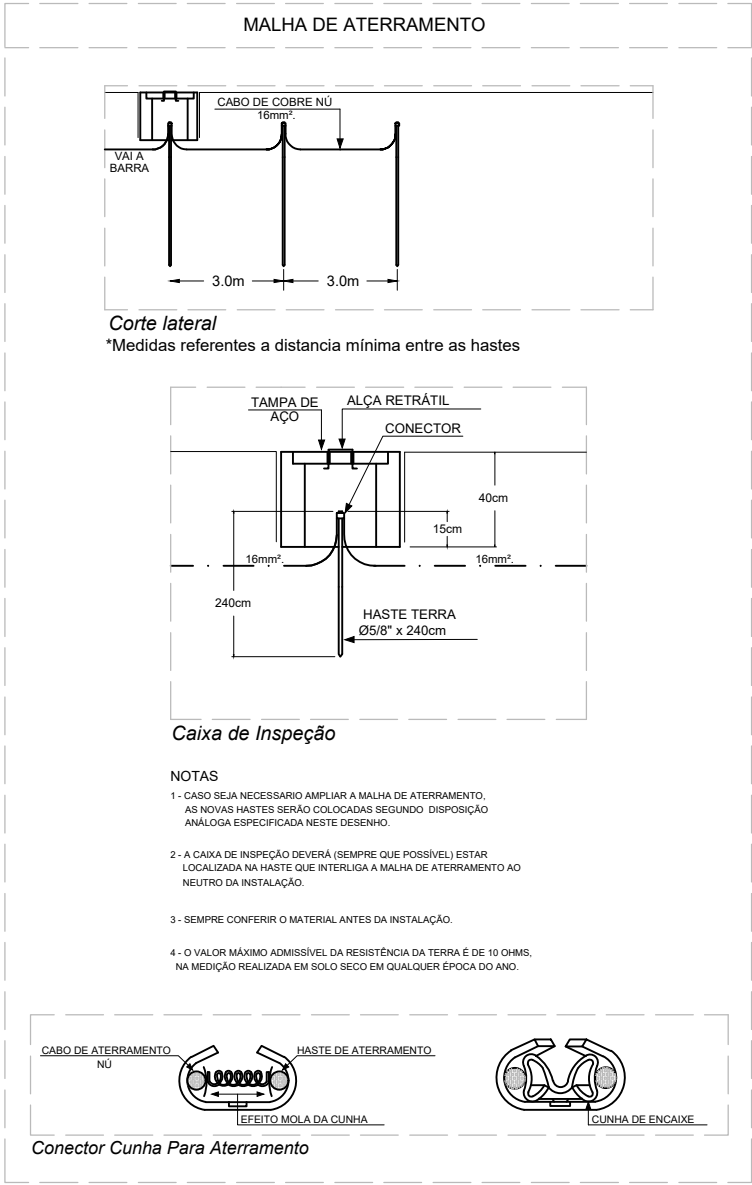 MALHA DE ATERRAMENTO
CABO DE COBRE NÚ
16mm².
VAI A
BARRA
3.0m
3.0m
Corte lateral
*Medidas referentes a distancia mínima entre as hastes
TAMPA DE
AÇO
ALÇA RETRÁTIL
CONECTOR
40cm
15cm
16mm².
16mm².
240cm
HASTE TERRA
Ø5/8" x 240cm
Caixa de Inspeção
NOTAS
1 - CASO SEJA NECESSARIO AMPLIAR A MALHA DE ATERRAMENTO,
AS NOVAS HASTES SERÃO COLOCADAS SEGUNDO DISPOSIÇÃO
ANÁLOGA ESPECIFICADA NESTE DESENHO.
2 - A CAIXA DE INSPEÇÃO DEVERÁ (SEMPRE QUE POSSÍVEL) ESTAR
LOCALIZADA NA HASTE QUE INTERLIGA A MALHA DE ATERRAMENTO AO
NEUTRO DA INSTALAÇÃO.
3 - SEMPRE CONFERIR O MATERIAL ANTES DA INSTALAÇÃO.
4 - O VALOR MÁXIMO ADMISSÍVEL DA RESISTÊNCIA DA TERRA É DE 10 OHMS,
NA MEDIÇÃO REALIZADA EM SOLO SECO EM QUALQUER ÉPOCA DO ANO.
CABO DE ATERRAMENTO
NÚ
HASTE DE ATERRAMENTO
EFEITO MOLA DA CUNHA
CUNHA DE ENCAIXE
Conector Cunha Para Aterramento